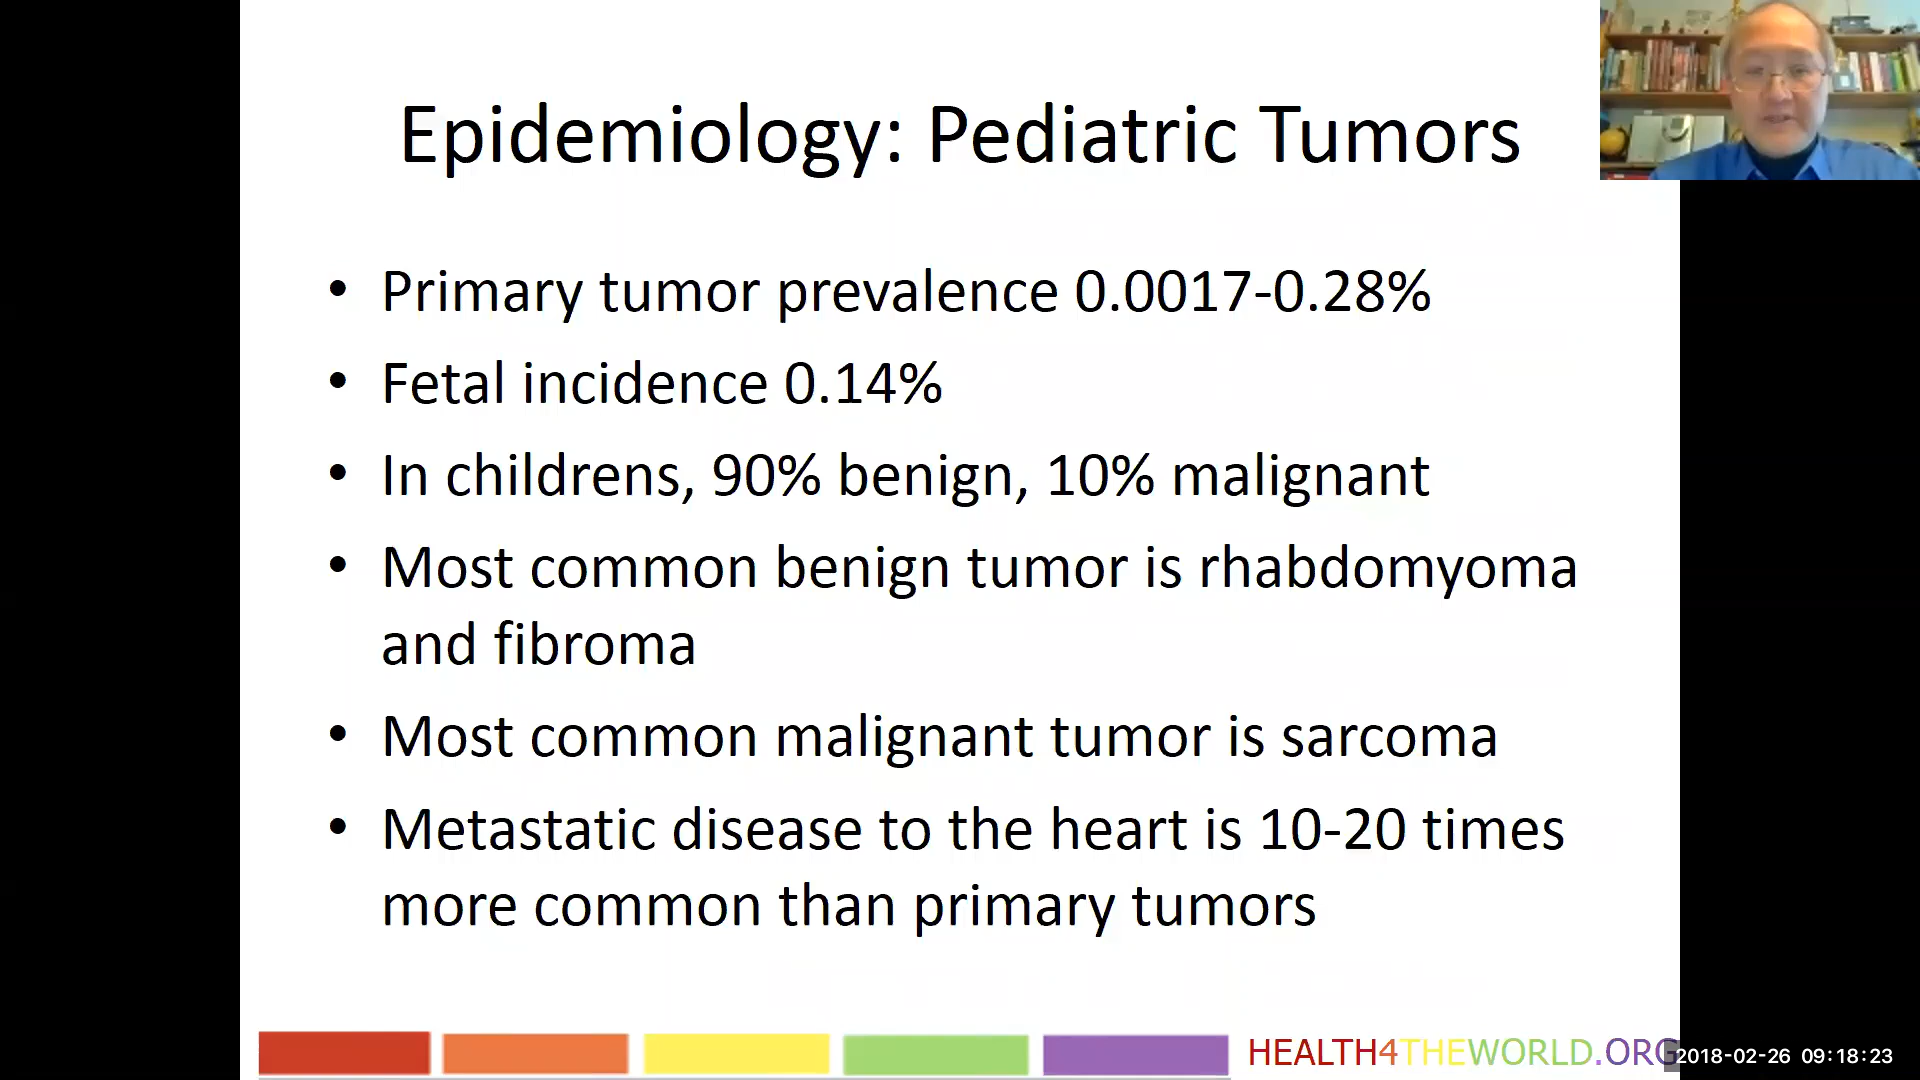 Epidemiology: Pediatric Tumors
• Primary tumor prevalence 0.0017-0.28%
• Fetal incidence 0.14%
• In childrens, 90% benign, 10% malignant
• Most common benign tumor is rhabdomyoma
and fibroma
• Most common malignant tumor is sarcoma
• Metastatic disease to the heart is 10-20 times
more common than primary tumors
HEALTH4THEWORLD.ORG
2018-02-26 09:18:23